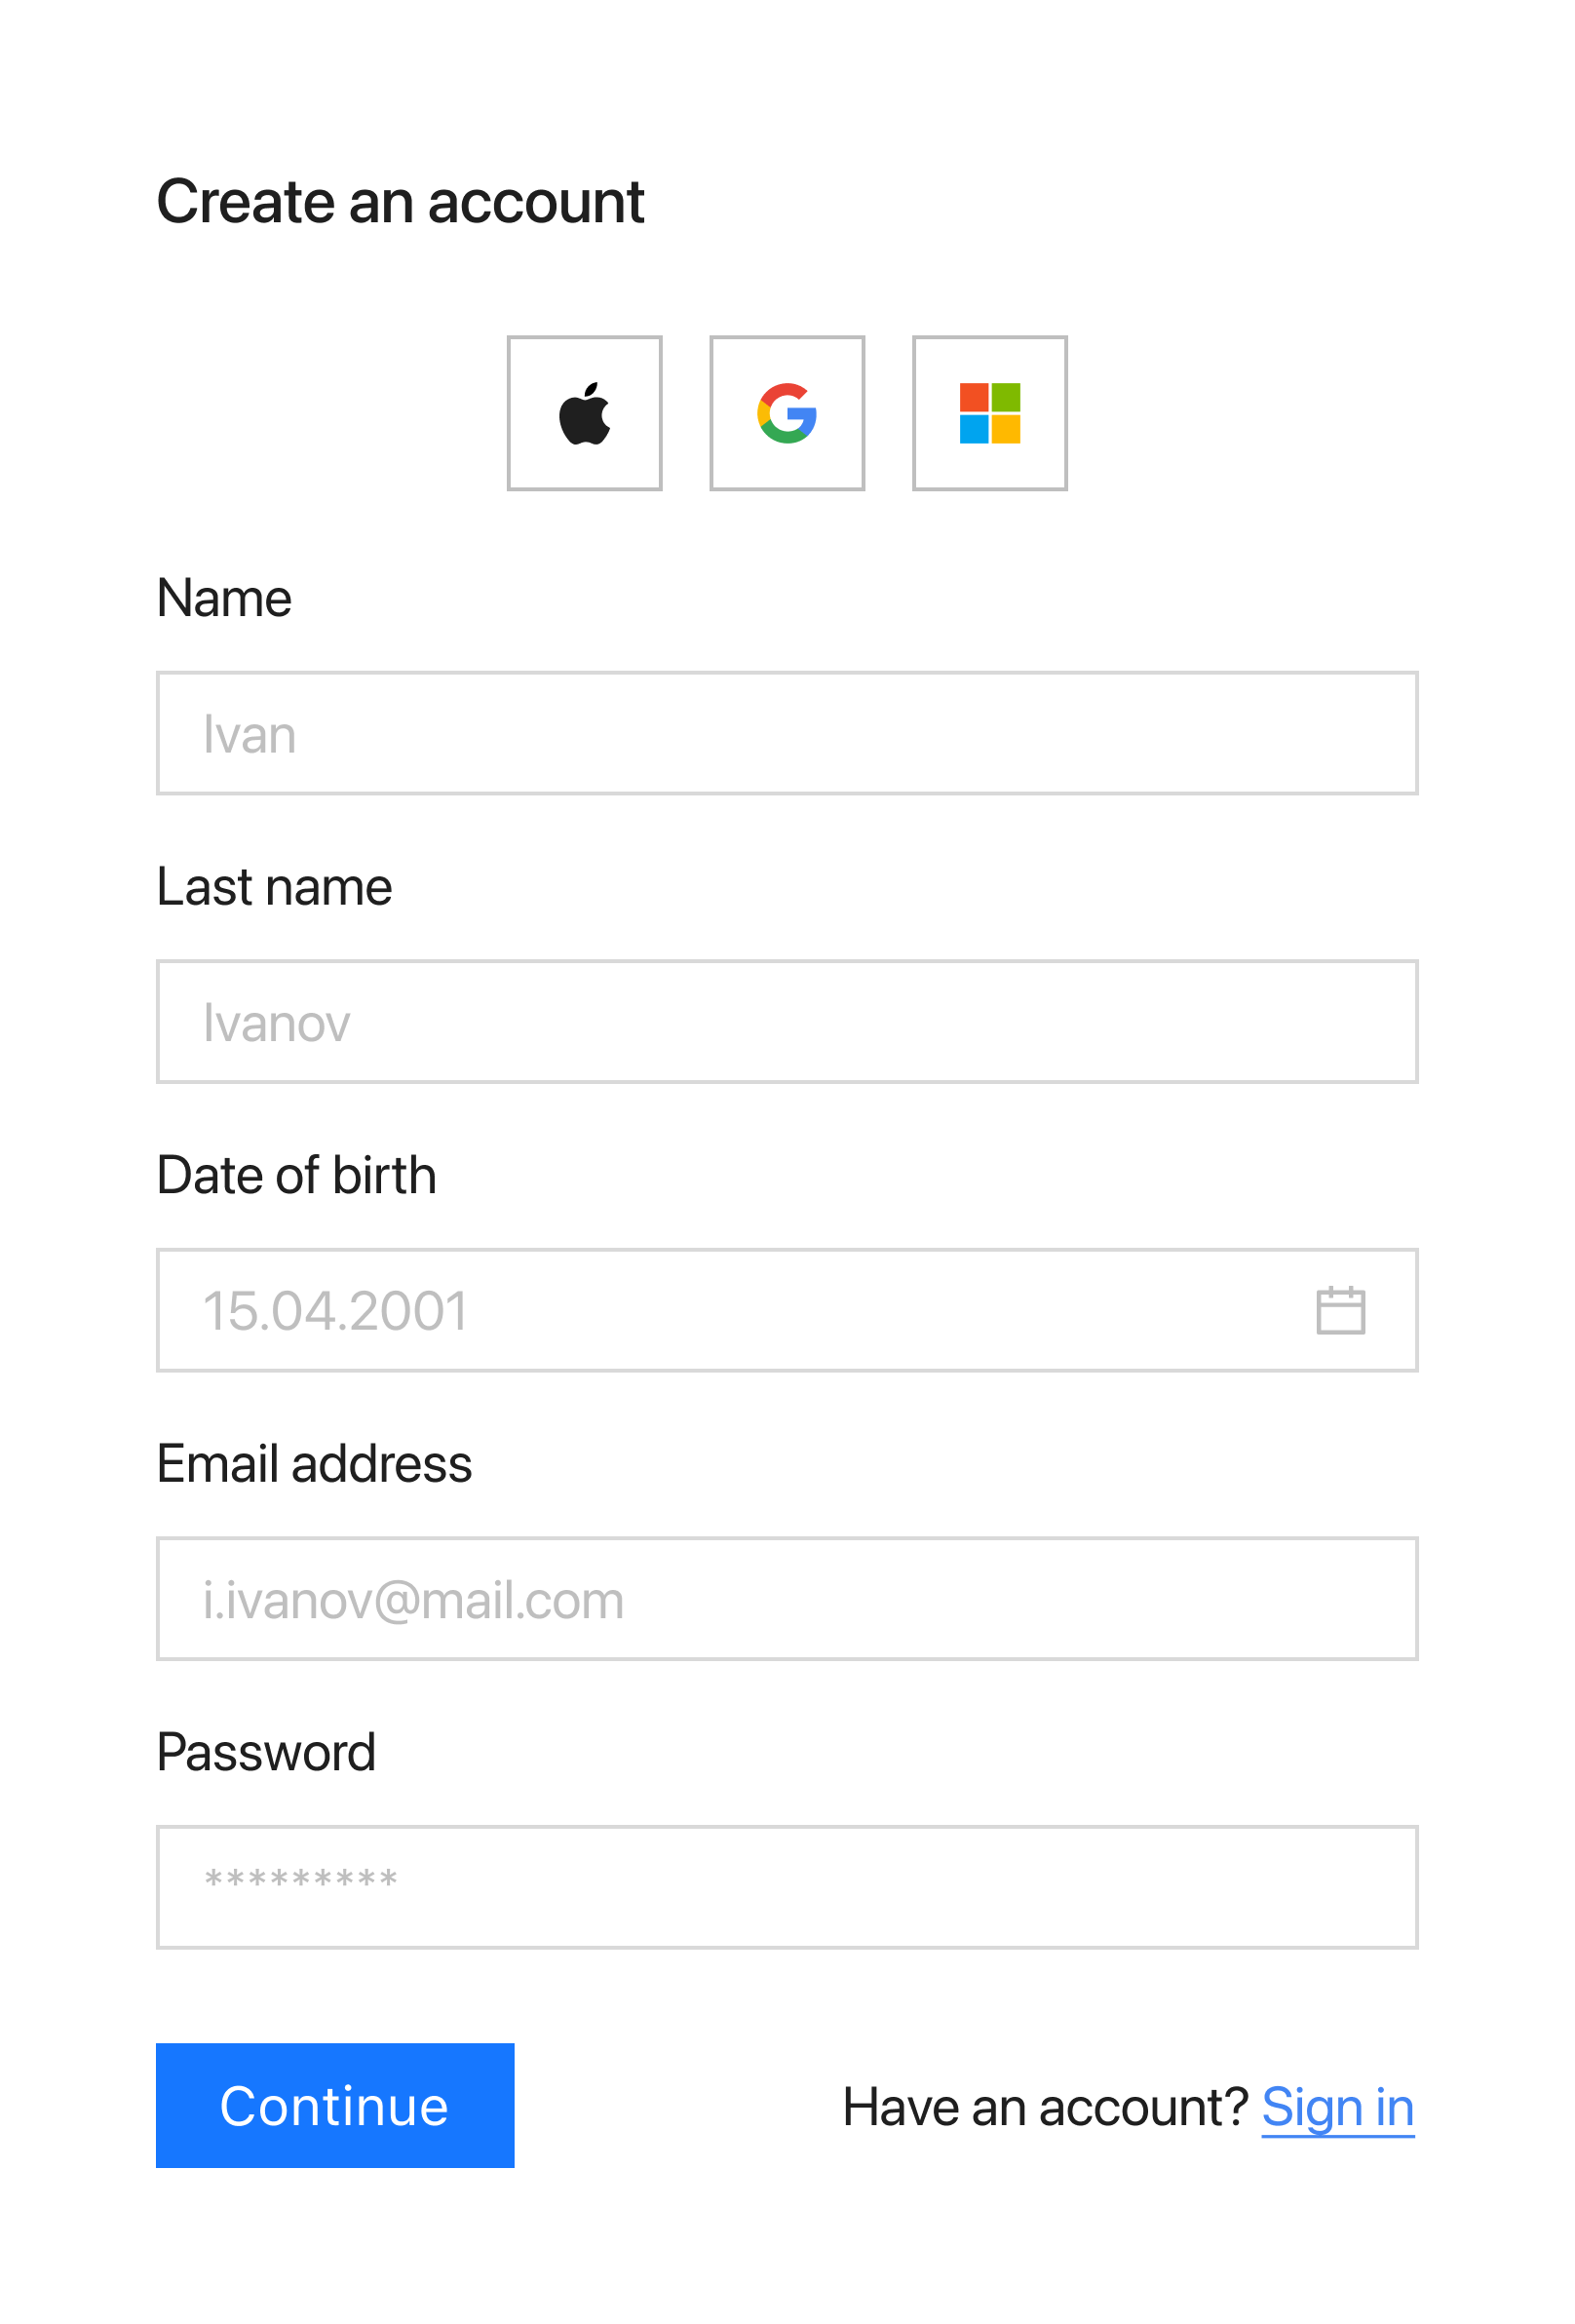 Create an account
Name
Ivan
Last name
Ivanov
Date of birth
15.04.2001
Email address
i.ivanov@mail.com
Password
*********
Continue
Have an account? Sign in